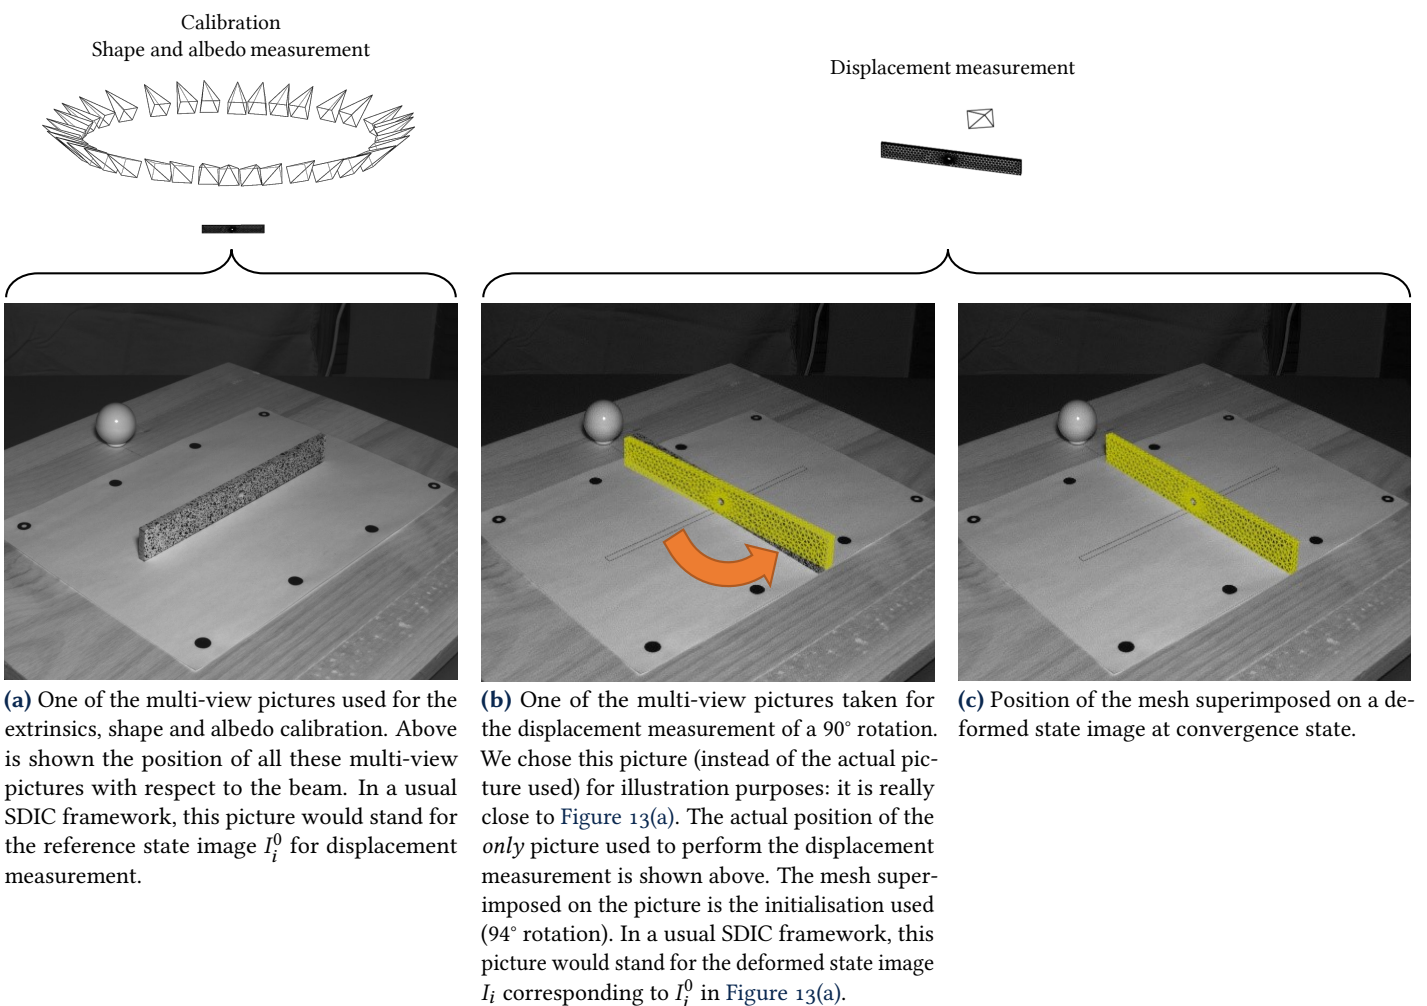 Calibration
Shape and albedo measurement
Displacement measurement
(a) One of the multi-view pictures used for the
extrinsics, shape and albedo calibration. Above
is shown the position of all these multi-view
pictures with respect to the beam. In a usual
SDIC framework, this picture would stand for
the reference state image I_i^0 for displacement
measurement.
(b) One of the multi-view pictures taken for
the displacement measurement of a 90° rotation.
We chose this picture (instead of the actual pic-
ture used) for illustration purposes: it is really
close to Figure 13(a). The actual position of the
only picture used to perform the displacement
measurement is shown above. The mesh super-
imposed on the picture is the initialisation used
(94° rotation). In a usual SDIC framework, this
picture would stand for the deformed state image
I_i corresponding to I_i^0 in Figure 13(a).
(c) Position of the mesh superimposed on a de-
formed state image at convergence state.